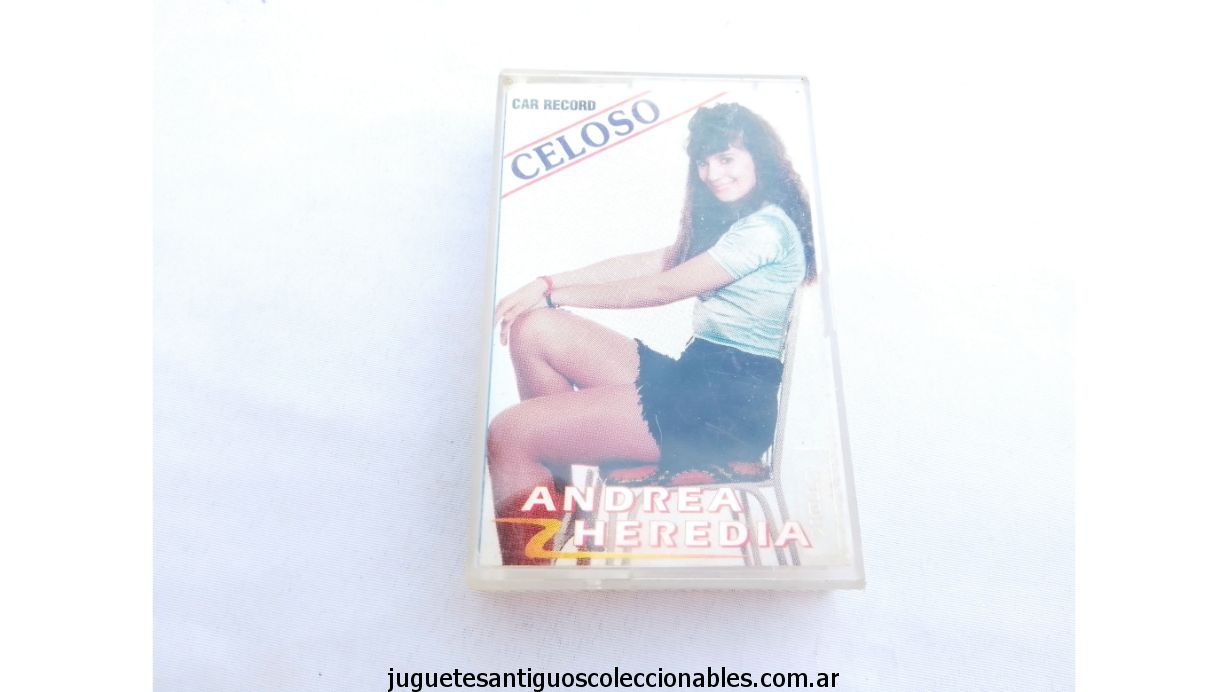 CAR RECORD
CELOSO
ANDREA
HEREDIA
juguetesantiguoscoleccionables.com.ar